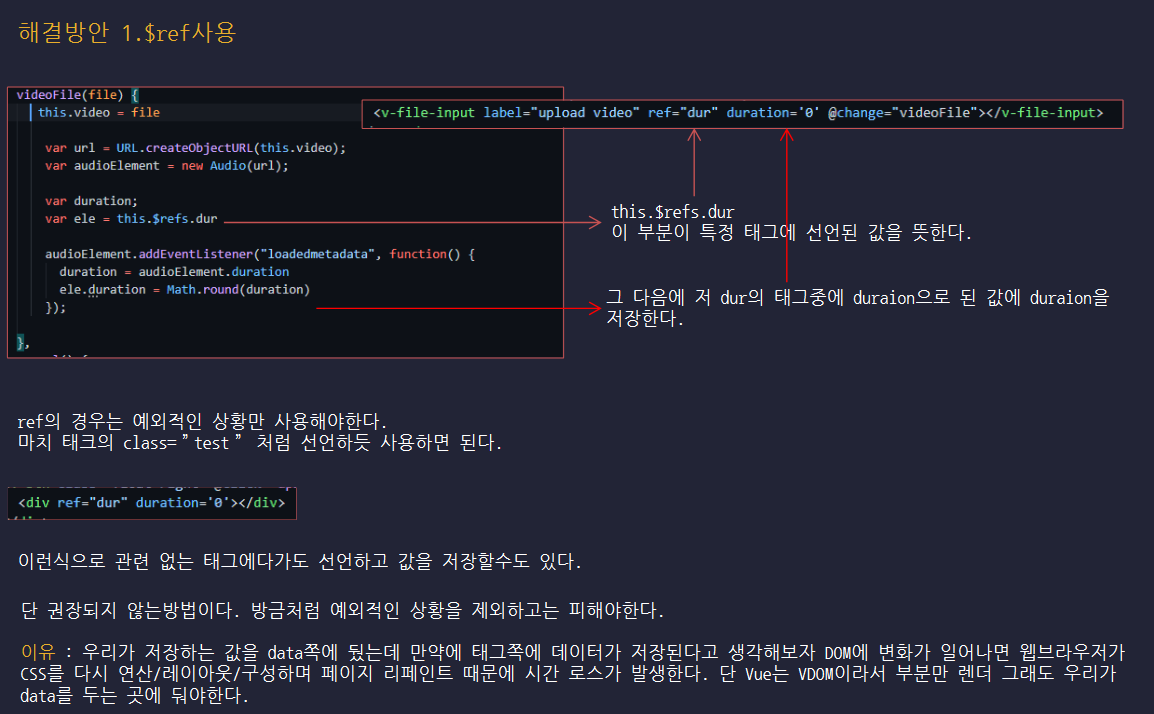 해결방안 1.$ref사용
videoFile(file) {
this.video = file
<v-file-input label="upload video" ref="dur" duration='0' @change="videoFile"></v-file-input>
var url = URL.createObjectURL(this.video);
var audioElement = new Audio(url);
var duration;
var ele = this.$refs.dur
this.$refs.dur
이 부분이 특정 태그에 선언된 값을 뜻한다.
audioElement.addEventListener("loadedmetadata", function() {
duration = audioElement.duration
ele.duration = Math.round(duration)
});
그 다음에 저 dur의 태그중에 duraion으로 된 값에 duraion을
저장한다.
},
ref의 경우는 예외적인 상황만 사용해야한다.
마치 태크의 class=＂test＂ 처럼 선언하듯 사용하면 된다.
<div ref="dur" duration='0'></div>
이런식으로 관련 없는 태그에다가도 선언하고 값을 저장할수도 있다.
단 권장되지 않는방법이다. 방금처럼 예외적인 상황을 제외하고는 피해야한다.
이유 : 우리가 저장하는 값을 data쪽에 뒀는데 만약에 태그쪽에 데이터가 저장된다고 생각해보자 DOM에 변화가 일어나면 웹브라우저가
CSS를 다시 연산/레이아웃/구성하며 페이지 리페인트 때문에 시간 로스가 발생한다. 단 Vue는 VDOM이라서 부분만 렌더 그래도 우리가
data를 두는 곳에 둬야한다.